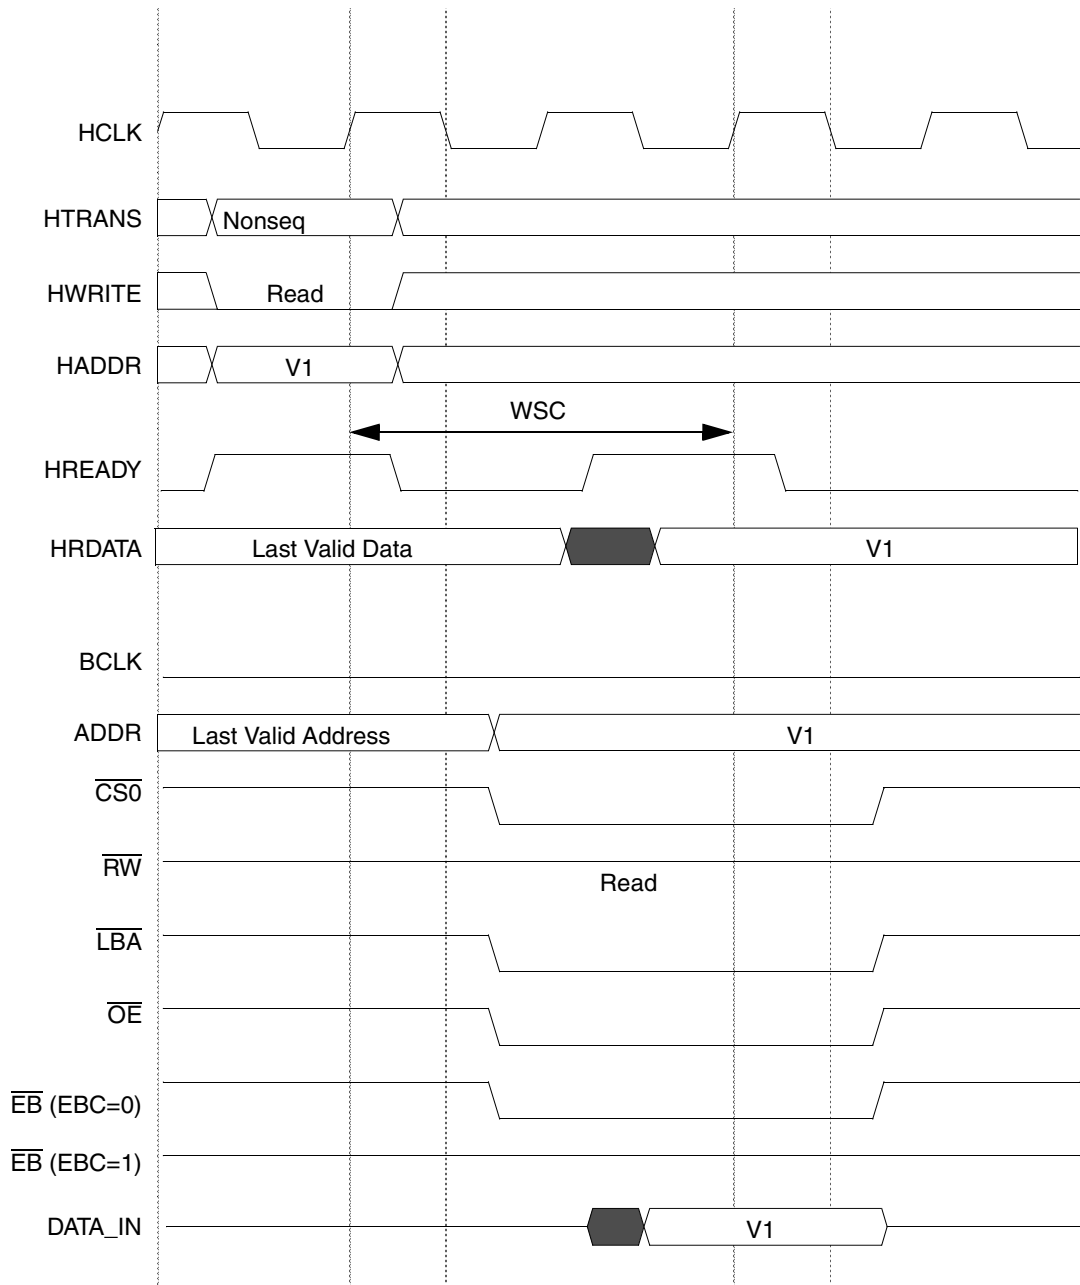 HCLK
HTRANS Nonseq
HWRITE Read
HADDR V1
WSC
HREADY
HRDATA Last Valid Data V1
BCLK
ADDR Last Valid Address V1
CS0
RW
Read
LBA
OE
EB (EBC=0)
EB (EBC=1)
DATA_IN V1